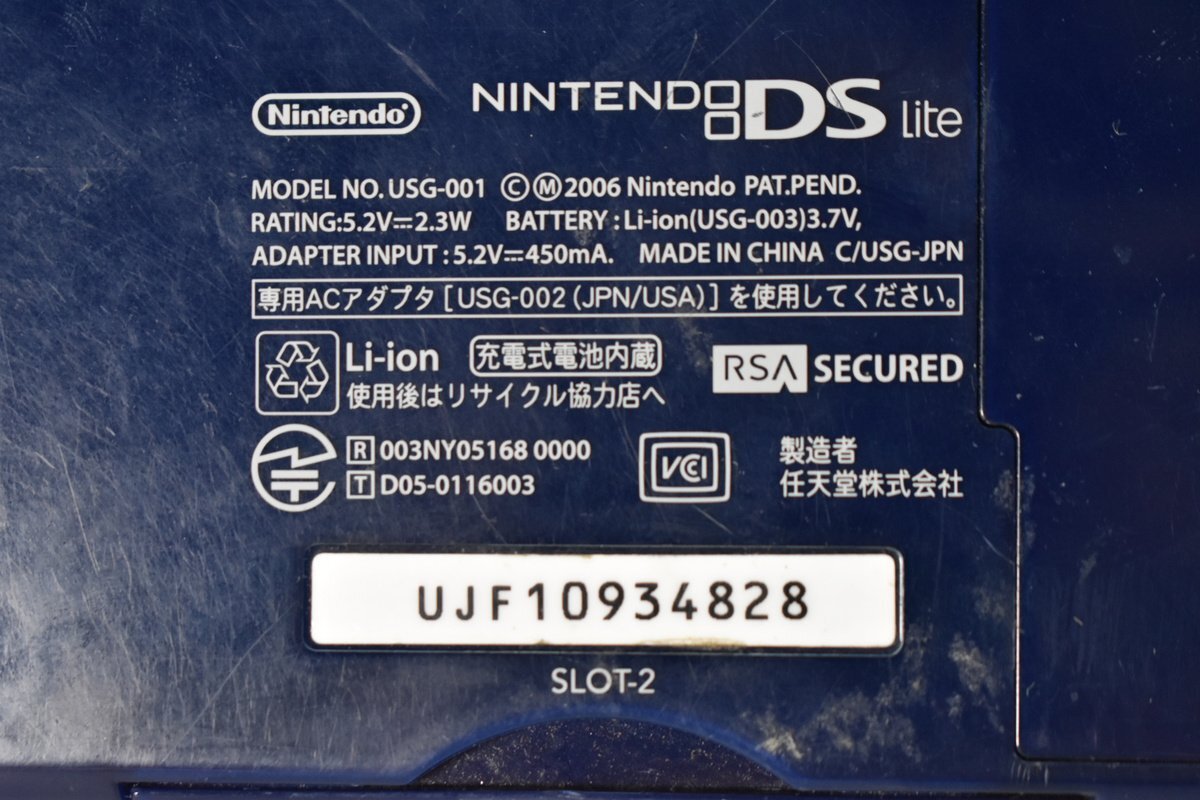 Nintendo® NINTENDO DS Lite
MODEL NO. USG-001 ⒸⓂ2006 Nintendo PAT.PEND.
RATING:5.2V⎓2.3W BATTERY : Li-ion(USG-003)3.7V,
ADAPTER INPUT : 5.2V⎓450mA. MADE IN CHINA C/USG-JPN
専用ACアダプタ [ USG-002 (JPN/USA) ] を使用してください。
Li-ion 充電式電池内蔵
使用後はリサイクル協力店へ
RSA SECURED
R 003NY05168 0000
T D05-0116003
VCCI
製造者
任天堂株式会社
UJF10934828
SLOT-2